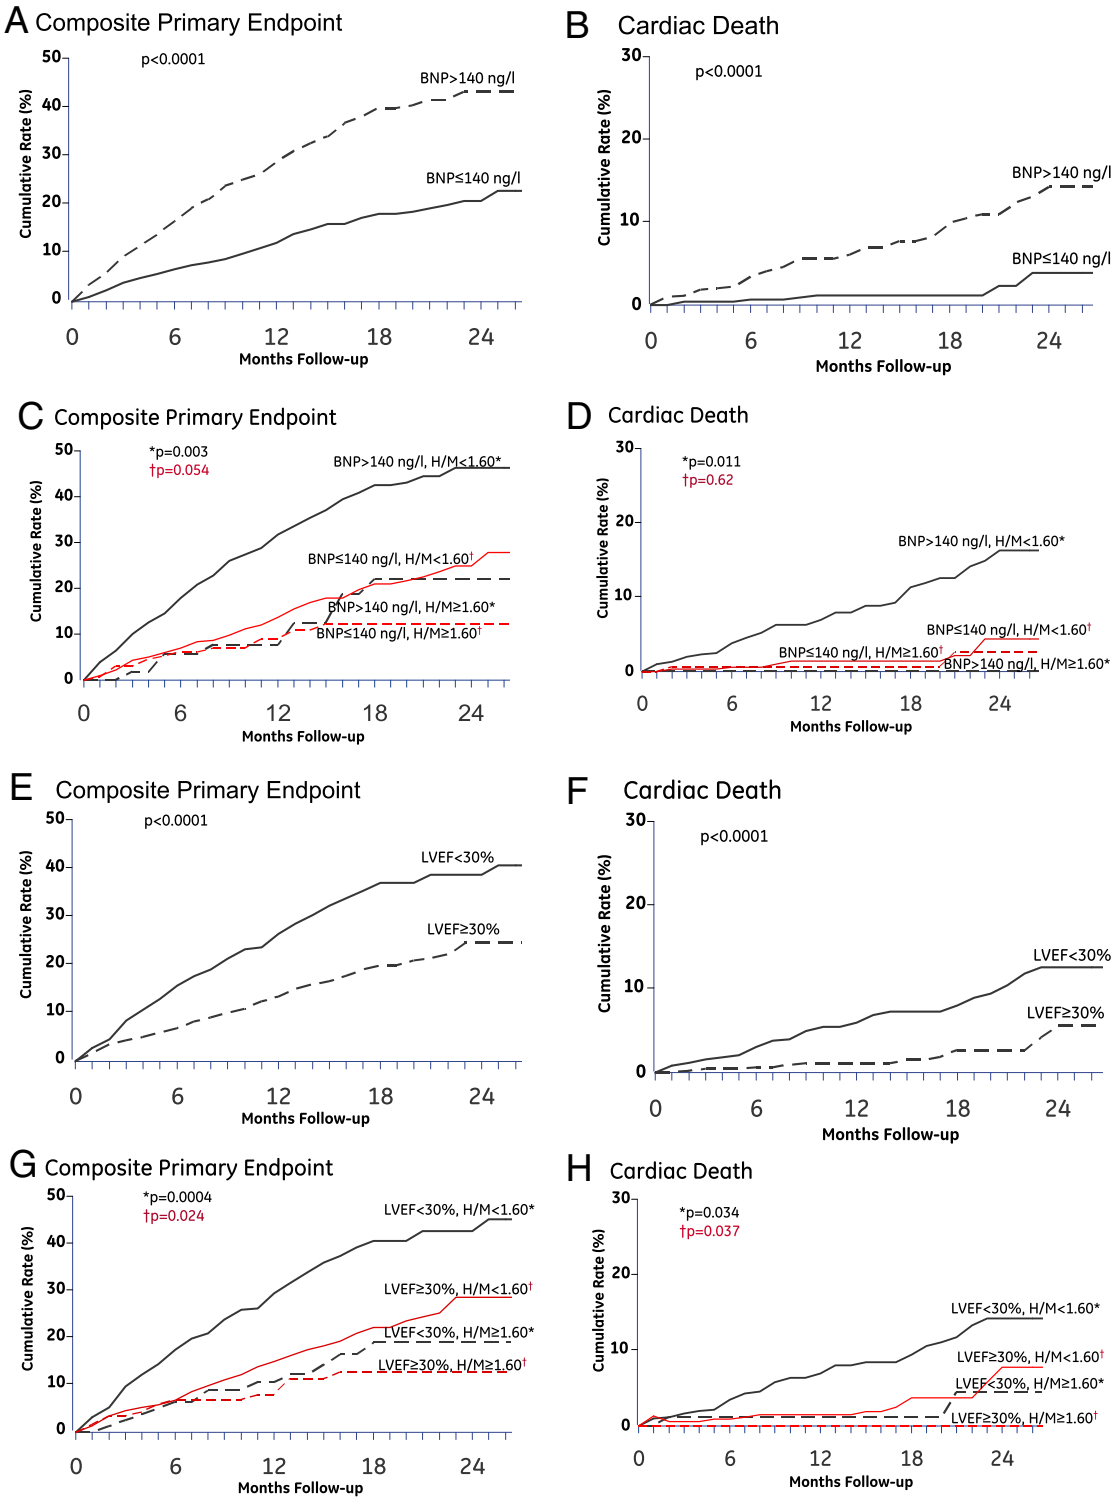 A Composite Primary Endpoint
50
p<0.0001
BNP>140 ng/l
40
30
BNP≤140 ng/l
20
10
0
Cumulative Rate (%)
0 6 12 18 24
Months Follow-up
B Cardiac Death
30
p<0.0001
20
BNP>140 ng/l
10
BNP≤140 ng/l
0
Cumulative Rate (%)
0 6 12 18 24
Months Follow-up
C Composite Primary Endpoint
50
*p=0.003
†p=0.054
BNP>140 ng/l, H/M<1.60*
40
30
BNP≤140 ng/l, H/M<1.60†
20
BNP>140 ng/l, H/M≥1.60*
BNP≤140 ng/l, H/M≥1.60†
10
0
Cumulative Rate (%)
0 6 12 18 24
Months Follow-up
D Cardiac Death
30
*p=0.011
†p=0.62
20
BNP>140 ng/l, H/M<1.60*
10
BNP≤140 ng/l, H/M<1.60†
BNP≤140 ng/l, H/M≥1.60†
BNP>140 ng/l, H/M≥1.60*
0
Cumulative Rate (%)
0 6 12 18 24
Months Follow-up
E Composite Primary Endpoint
50
p<0.0001
LVEF<30%
40
30
LVEF≥30%
20
10
0
Cumulative Rate (%)
0 6 12 18 24
Months Follow-up
F Cardiac Death
30
p<0.0001
20
LVEF<30%
10
LVEF≥30%
0
Cumulative Rate (%)
0 6 12 18 24
Months Follow-up
G Composite Primary Endpoint
50
*p=0.0004
†p=0.024
LVEF<30%, H/M<1.60*
40
30
LVEF≥30%, H/M<1.60†
20
LVEF<30%, H/M≥1.60*
LVEF≥30%, H/M≥1.60†
10
0
Cumulative Rate (%)
0 6 12 18 24
Months Follow-up
H Cardiac Death
30
*p=0.034
†p=0.037
20
LVEF<30%, H/M<1.60*
10
LVEF≥30%, H/M<1.60†
LVEF<30%, H/M≥1.60*
LVEF≥30%, H/M≥1.60†
0
Cumulative Rate (%)
0 6 12 18 24
Months Follow-up